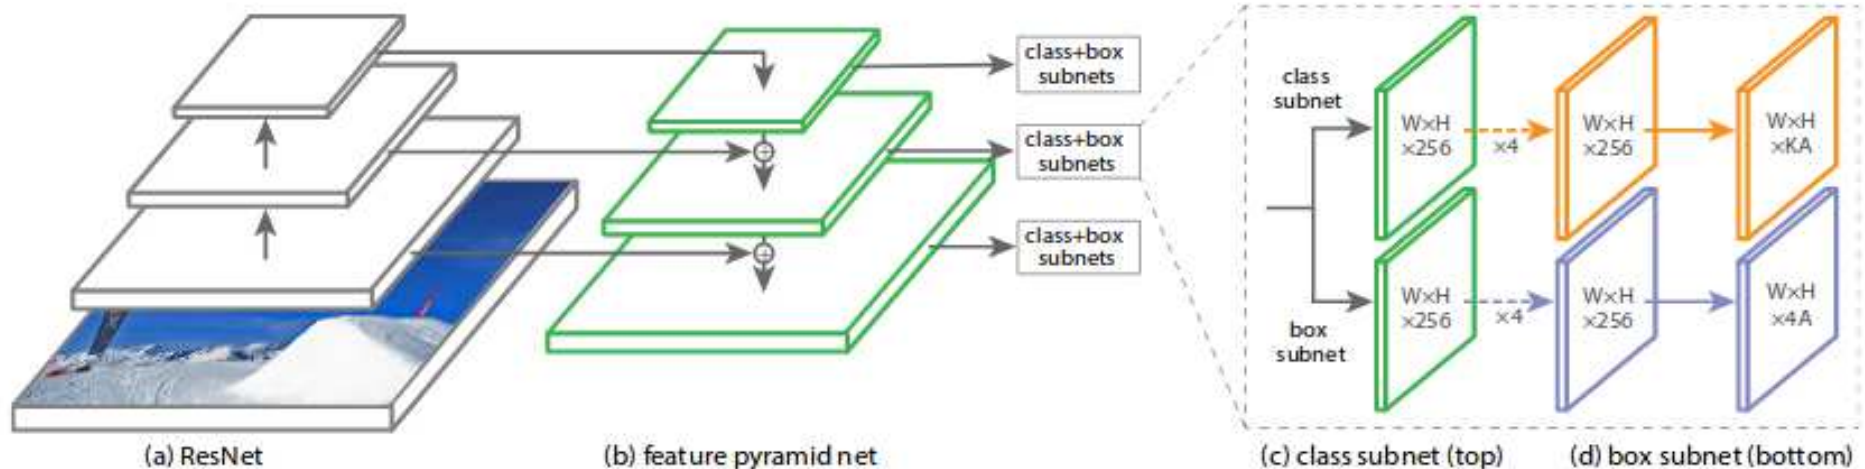 class+box
subnets
class+box
subnets
class+box
subnets
class
subnet
W×H
×256
×4
W×H
×256
W×H
×KA
box
subnet
W×H
×256
×4
W×H
×256
W×H
×4A
(a) ResNet
(b) feature pyramid net
(c) class subnet (top)
(d) box subnet (bottom)